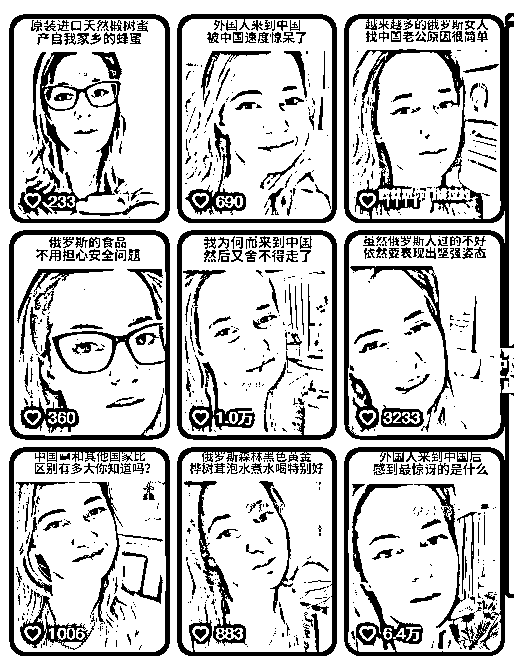 原装进口天然椴树蜜
产自我家乡的蜂蜜
233
外国人来到中国
被中国速度惊呆了
690
越来越多的俄罗斯女人
找中国老公原因很简单
俄罗斯的食品
不用担心安全问题
360
我为何而来到中国
然后又舍不得走了
1.0万
虽然俄罗斯人过的不好
依然要表现出坚强姿态
3233
中国和其他国家比
区别有多大你知道吗?
1006
俄罗斯森林黑色黄金
桦树茸泡水煮水喝特别好
883
外国人来到中国后
感到最惊讶的是什么
6.4万